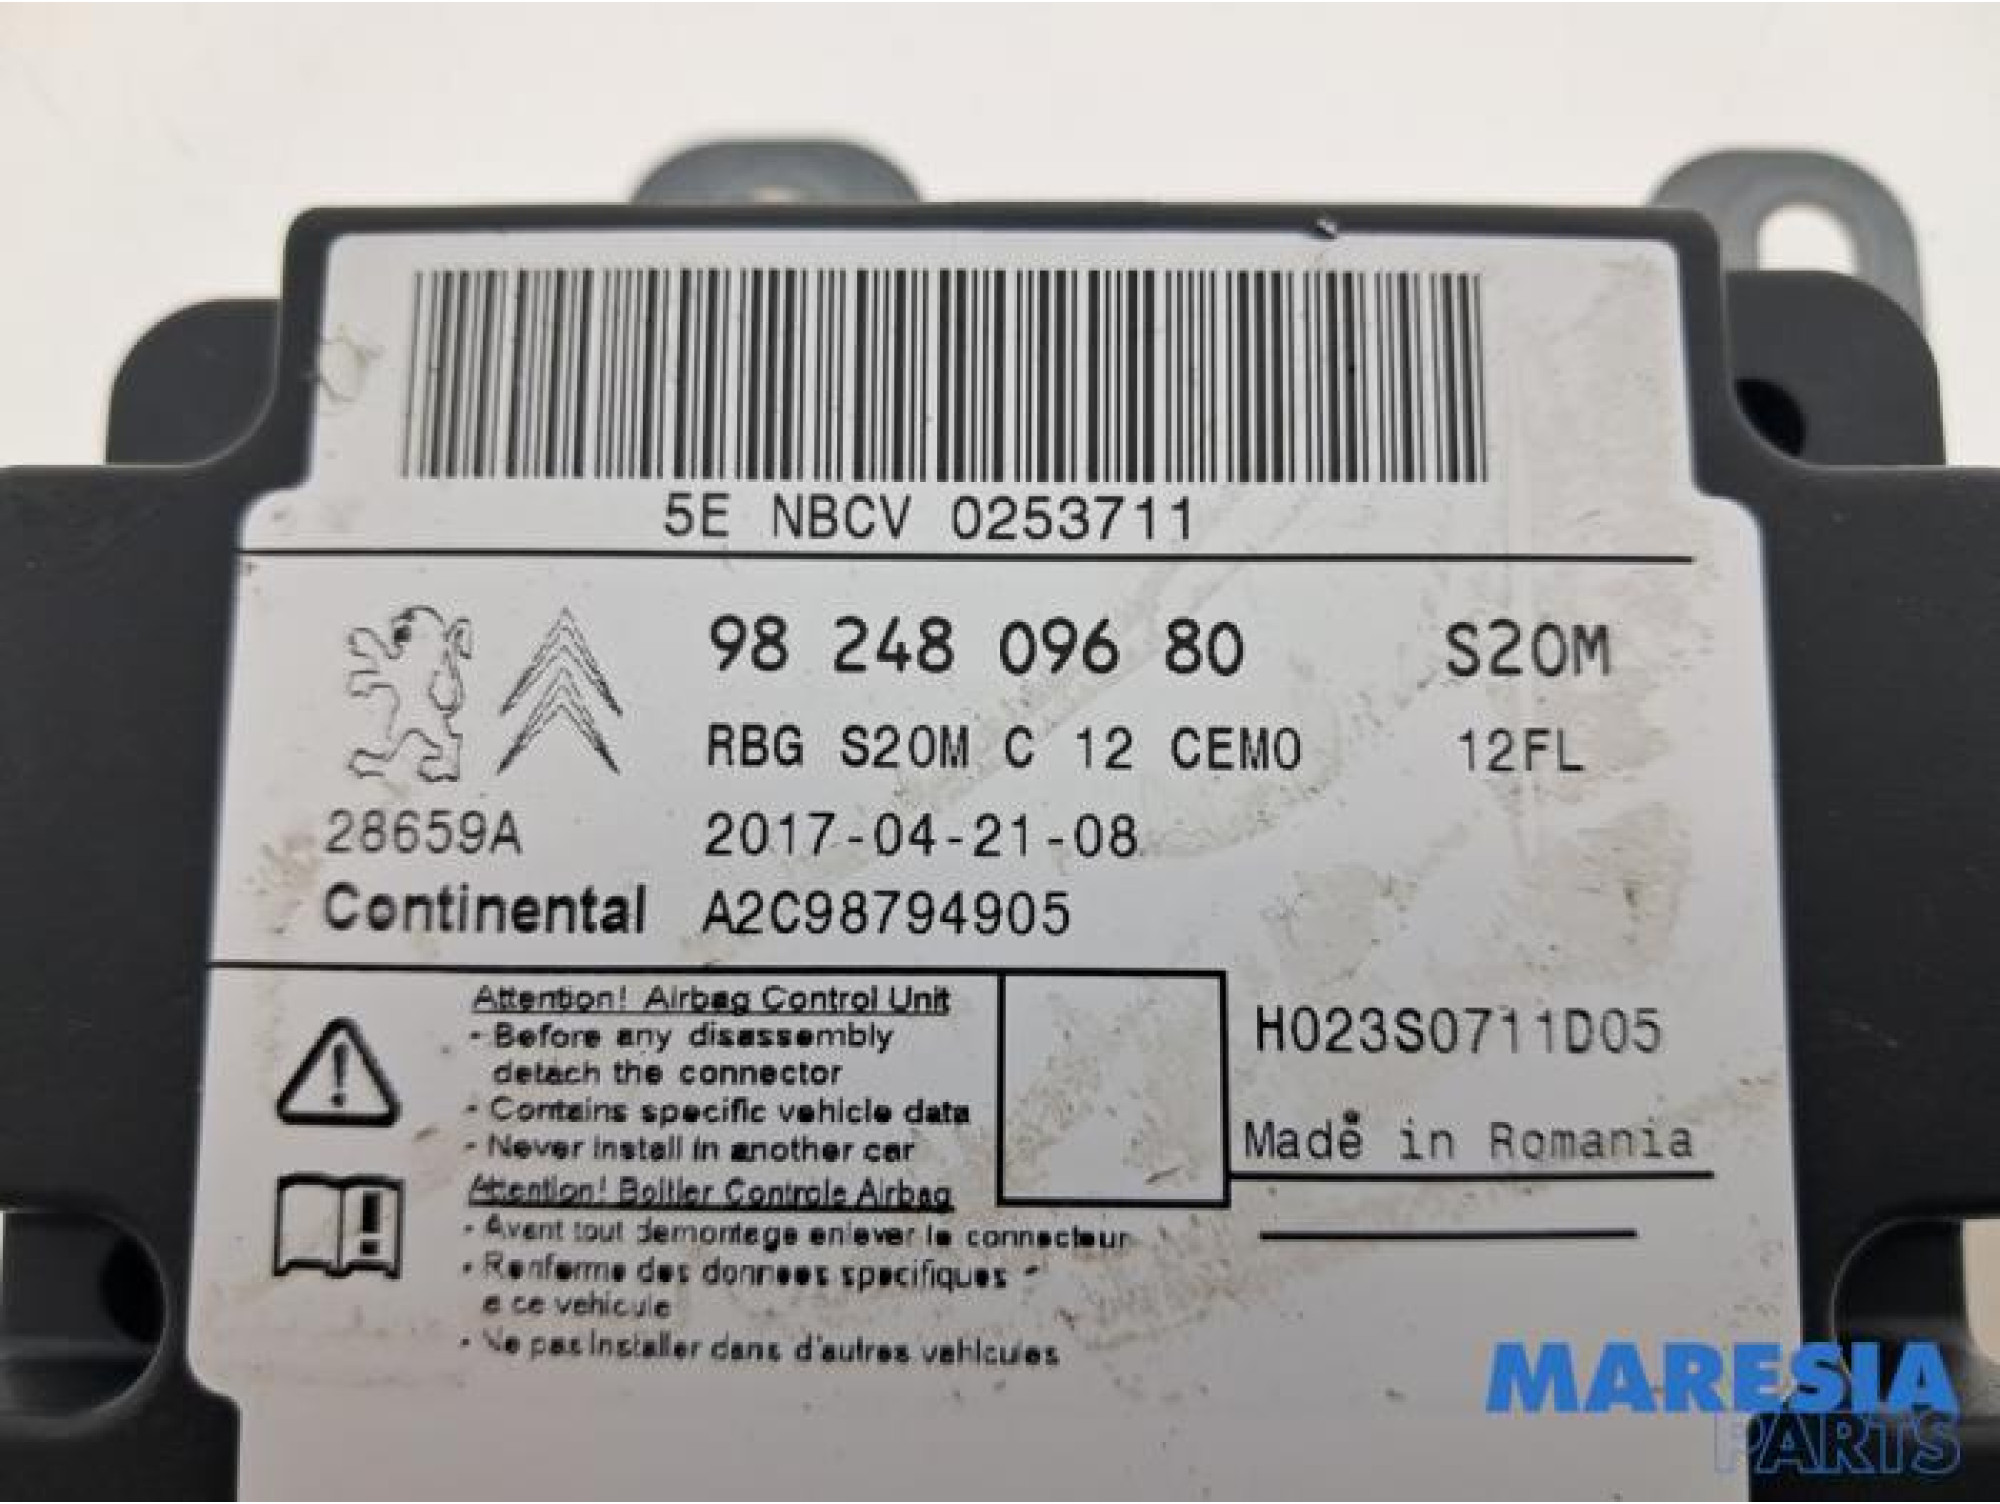 5E NBCV 0253711
98 248 096 80 S20M
RBG S20M C 12 CEM0 12FL
28659A 2017-04-21-08
Continental A2C98794905
Attention! Airbag Control Unit
- Before any disassembly
detach the connector
- Contains specific vehicle data
- Never install in another car
H023S0711D05
Made in Romania
Attention! Boitier Controle Airbag
- Avant tout demontage enlever le connecteur
- Renferme des donnees specifiques
a ce vehicule
- Ne pas installer dans d'autres vehicules
MARESIA
PARTS